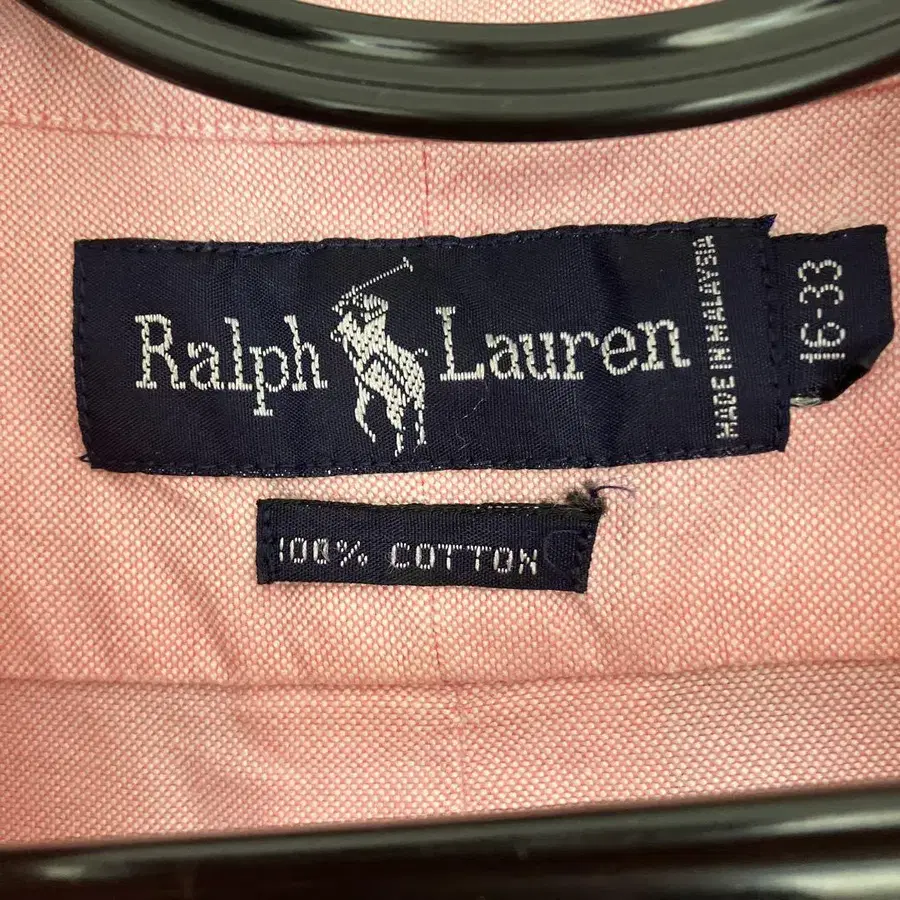 Ralph Lauren
MADE IN MALAYSIA
16-33
100% COTTON